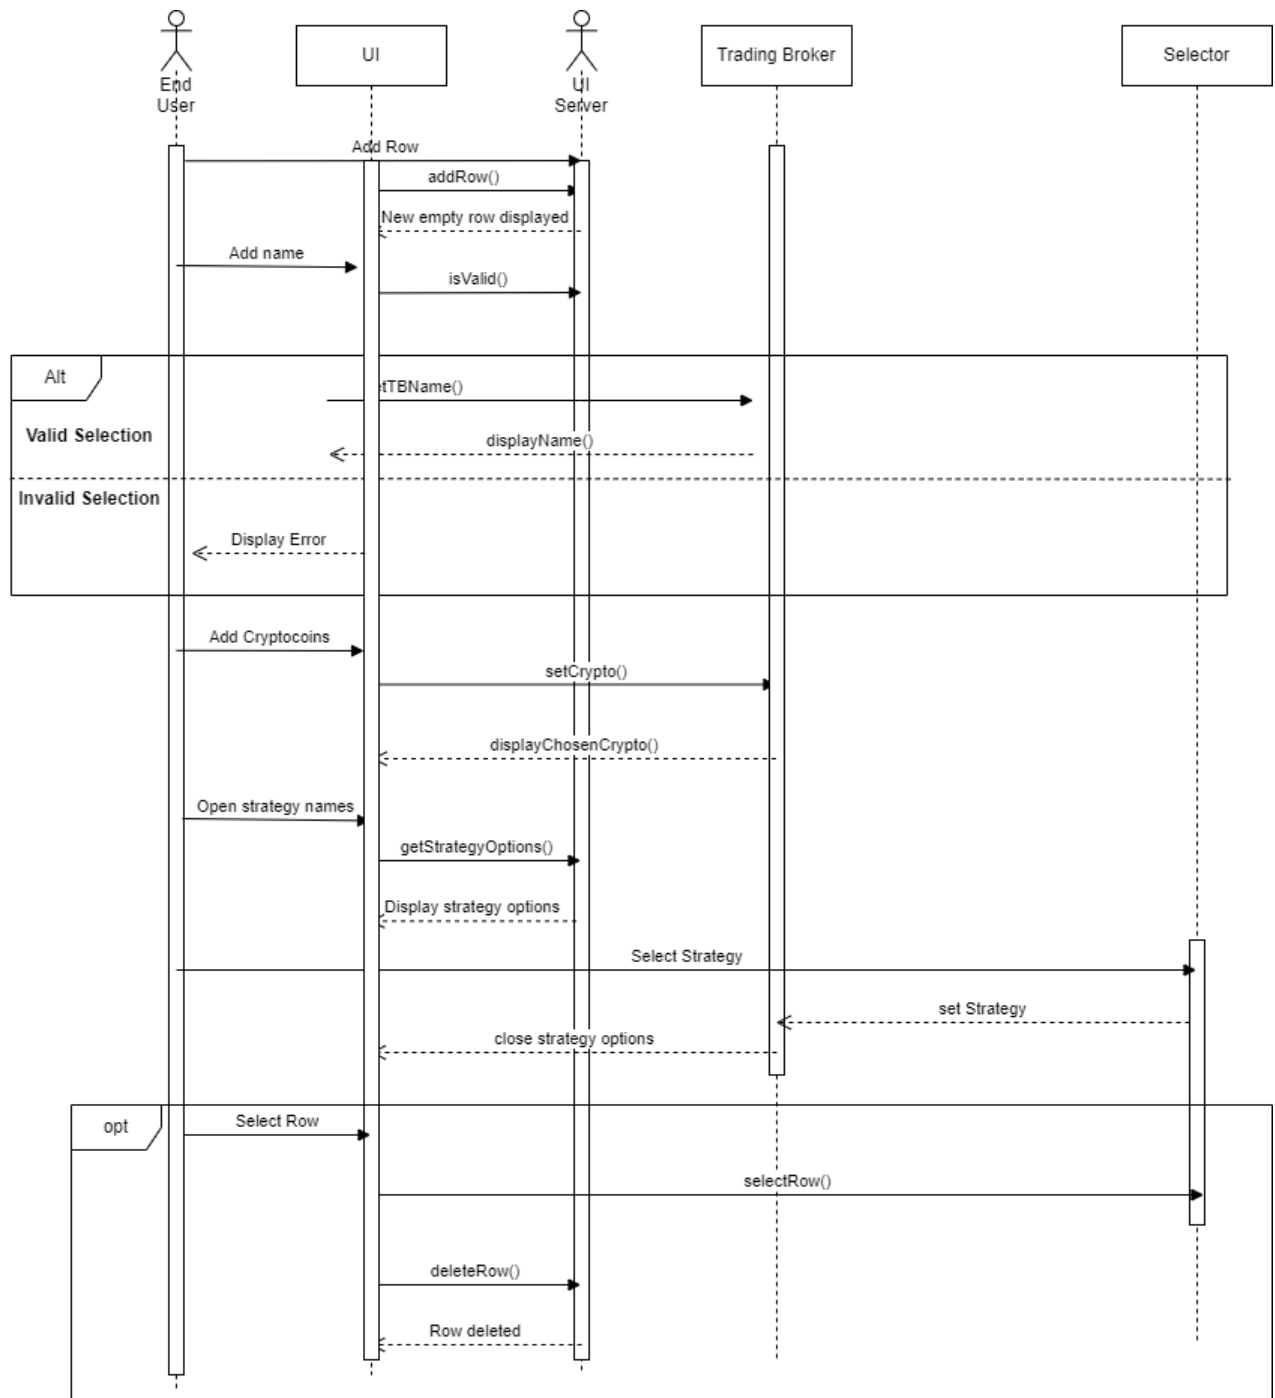 End
User
UI
UI
Server
Trading Broker
Selector
Add Row
addRow()
New empty row displayed
Add name
isValid()
Alt
tTBName()
Valid Selection
displayName()
Invalid Selection
Display Error
Add Cryptocoins
setCrypto()
displayChosenCrypto()
Open strategy names
getStrategyOptions()
Display strategy options
Select Strategy
set Strategy
close strategy options
opt
Select Row
selectRow()
deleteRow()
Row deleted